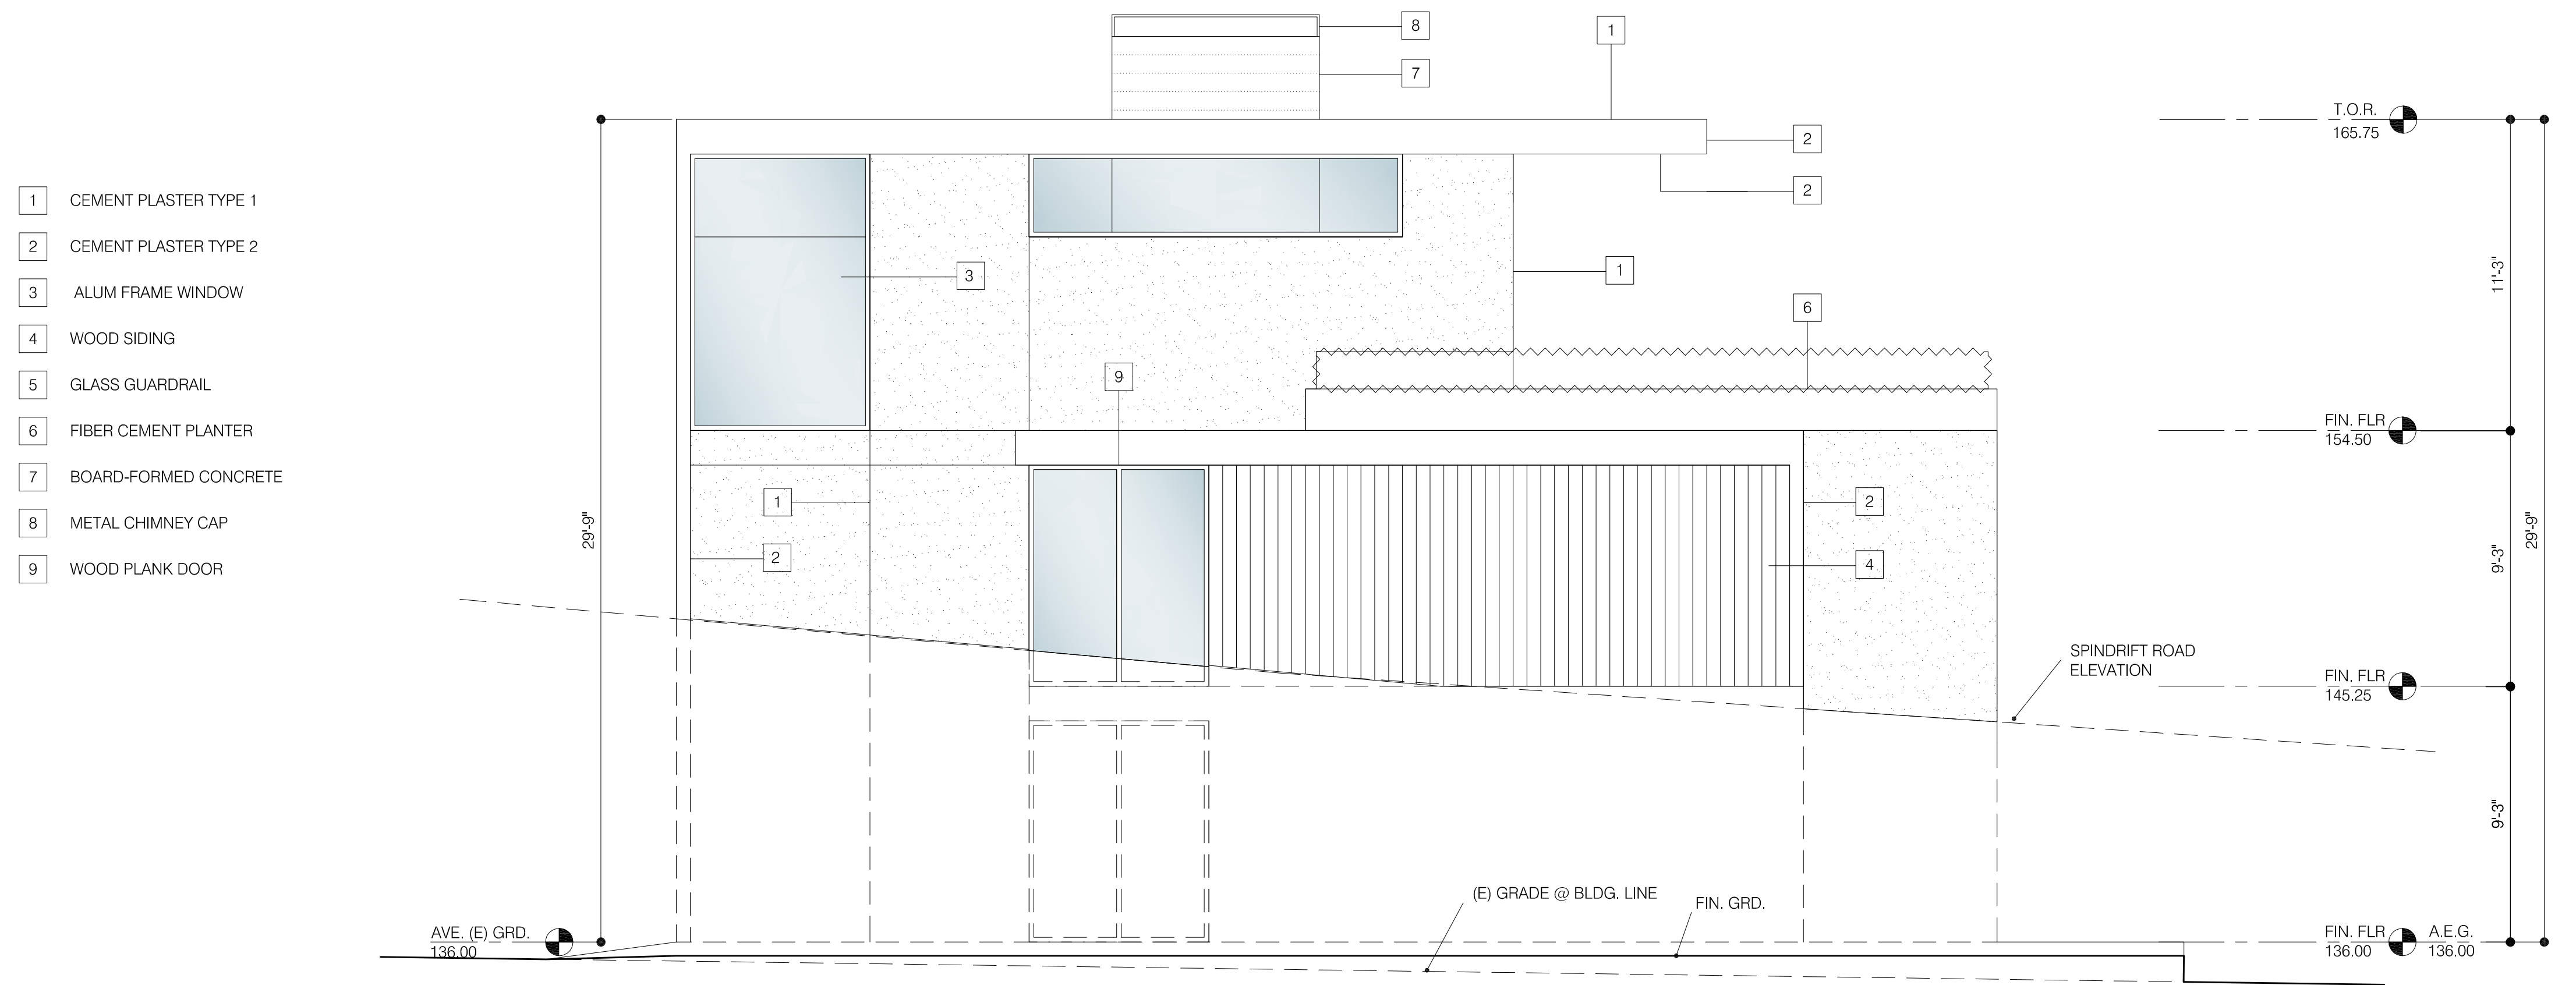 8
1
7
T.O.R.
165.75
2
2
1 CEMENT PLASTER TYPE 1
2 CEMENT PLASTER TYPE 2
3 ALUM FRAME WINDOW
4 WOOD SIDING
5 GLASS GUARDRAIL
6 FIBER CEMENT PLANTER
7 BOARD-FORMED CONCRETE
8 METAL CHIMNEY CAP
9 WOOD PLANK DOOR
3
1
11'-3"
6
9
FIN. FLR
154.50
1
2
29'-9"
29'-9"
2
4
9'-3"
SPINDRIFT ROAD
ELEVATION
FIN. FLR
145.25
9'-3"
(E) GRADE @ BLDG. LINE
FIN. GRD.
AVE. (E) GRD.
136.00
FIN. FLR
136.00
A.E.G.
136.00